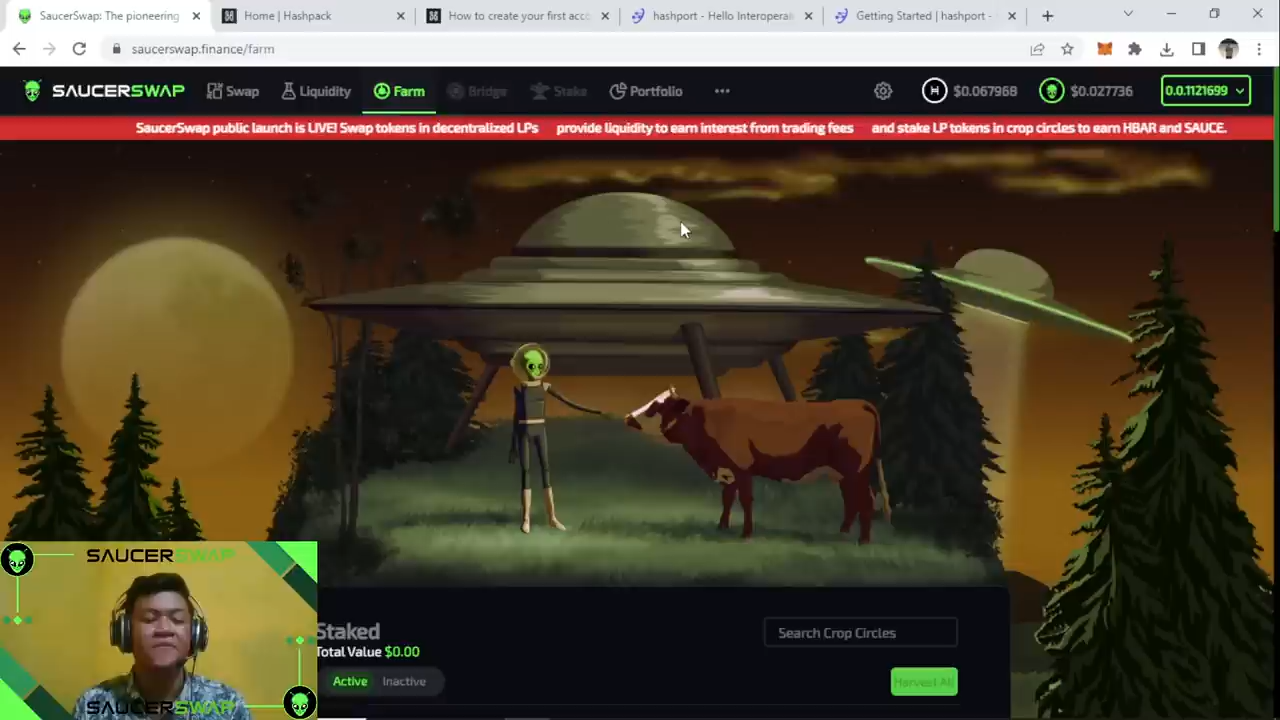 SaucerSwap: The pioneering
Home | Hashpack
How to create your first acc
hashport - Hello Interopera
Getting Started | hashport -
saucerswap.finance/farm
SAUCERSWAP
Swap
Liquidity
Farm
Bridge
Stake
Portfolio
$0.067968
$0.027736
0.0.1121699
SaucerSwap public launch is LIVE! Swap tokens in decentralized LPs provide liquidity to earn interest from trading fees and stake LP tokens in crop circles to earn HBAR and SAUCE.
Staked
Total Value $0.00
Search Crop Circles
Active
Inactive
Harvest All
SAUCERSWAP
SAUCERSWAP